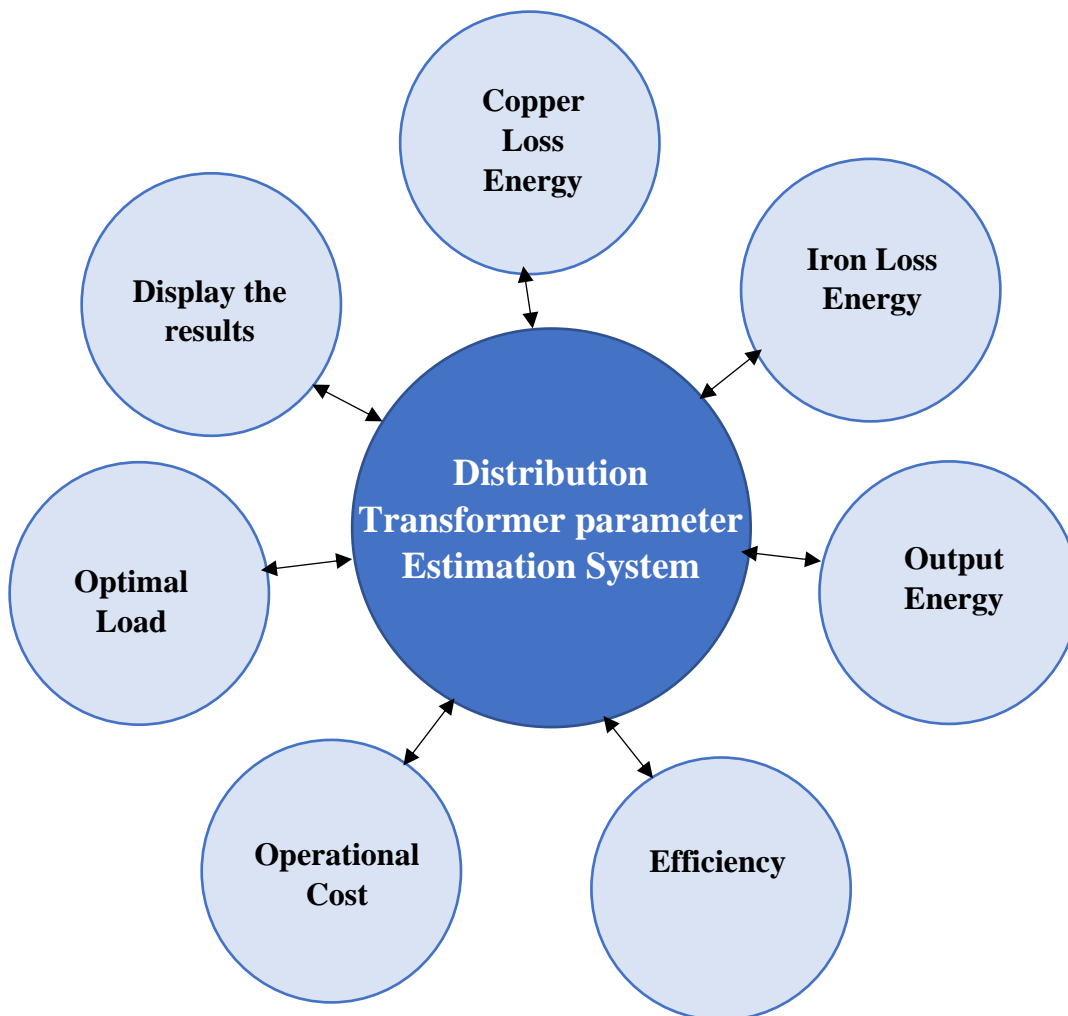 Copper
Loss
Energy
Iron Loss
Energy
Display the
results
Distribution
Transformer parameter
Estimation System
Output
Energy
Optimal
Load
Operational
Cost
Efficiency